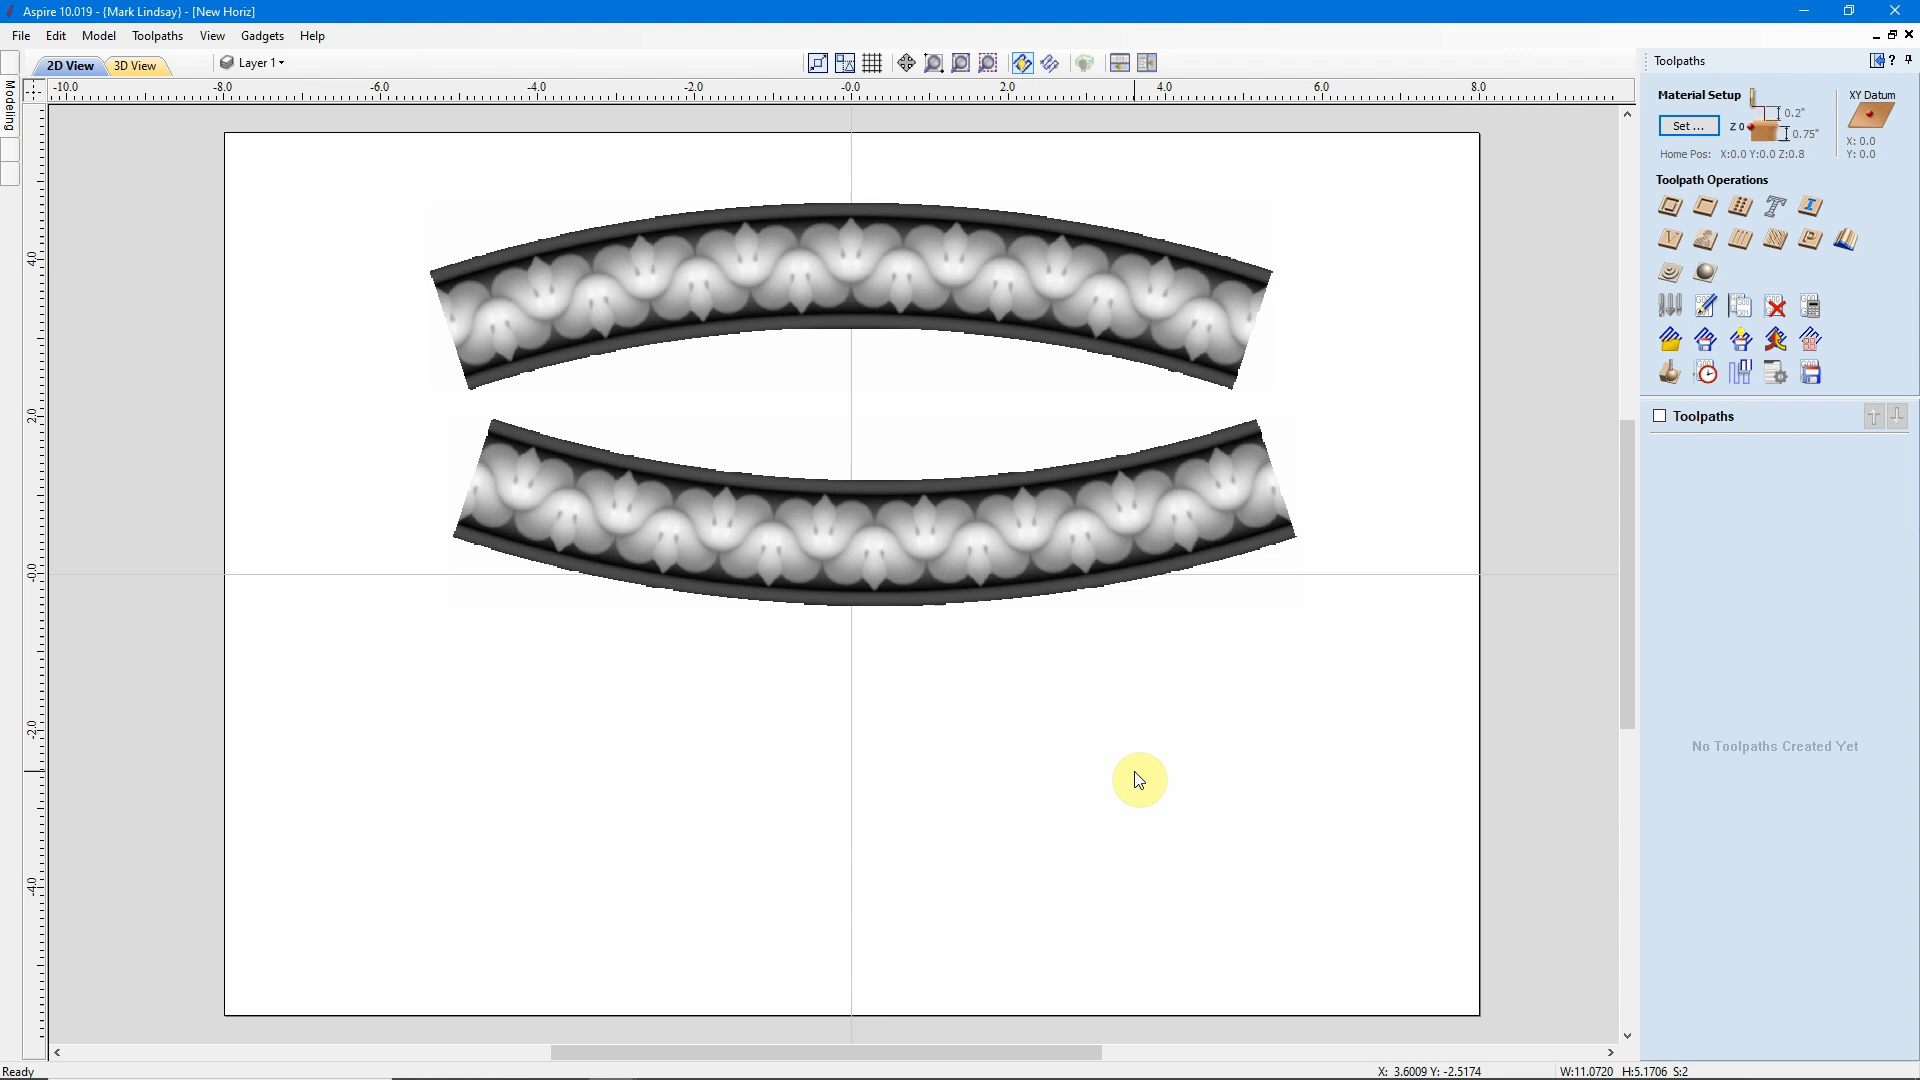 Aspire 10.019 - {Mark Lindsay} - [New Horiz]
File Edit Model Toolpaths View Gadgets Help
2D View 3D View Layer 1
Toolpaths ?
-10.0 -8.0 -6.0 -4.0 -2.0 -0.0 2.0 4.0 6.0 8.0
Modeling
Material Setup
XY Datum
0.2"
Set ...
Z 0
0.75"
X: 0.0
Home Pos: X:0.0 Y:0.0 Z:0.8
Y: 0.0
Toolpath Operations
4.0
2.0
-0.0
-2.0
-4.0
Toolpaths
No Toolpaths Created Yet
Ready
X: 3.6009 Y: -2.5174
W:11.0720 H:5.1706 S:2